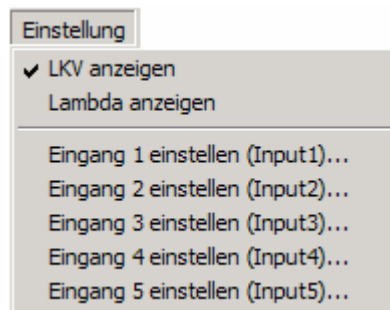 Einstellung
LKV anzeigen
Lambda anzeigen
Eingang 1 einstellen (Input1)...
Eingang 2 einstellen (Input2)...
Eingang 3 einstellen (Input3)...
Eingang 4 einstellen (Input4)...
Eingang 5 einstellen (Input5)...